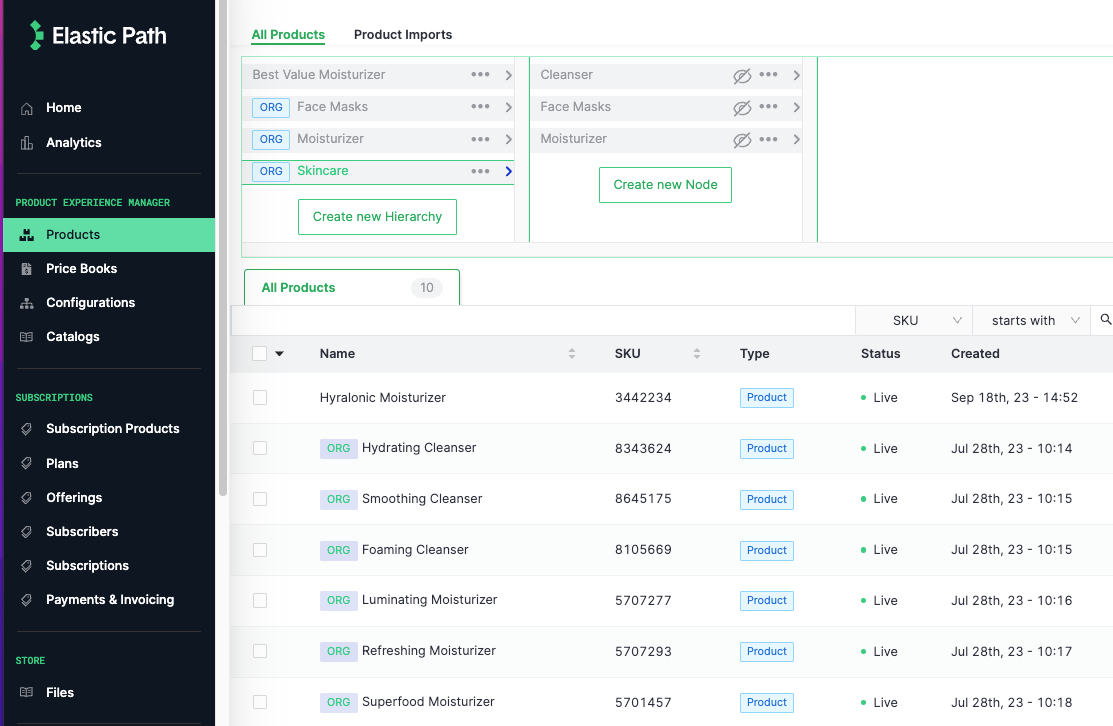 Elastic Path
Home
Analytics
PRODUCT EXPERIENCE MANAGER
Products
Price Books
Configurations
Catalogs
SUBSCRIPTIONS
Subscription Products
Plans
Offerings
Subscribers
Subscriptions
Payments & Invoicing
STORE
Files
All Products Product Imports
Best Value Moisturizer
ORG Face Masks
ORG Moisturizer
ORG Skincare
Create new Hierarchy
Cleanser
Face Masks
Moisturizer
Create new Node
All Products 10
SKU starts with
Name SKU Type Status Created
Hyralonic Moisturizer 3442234 Product Live Sep 18th, 23 - 14:52
ORG Hydrating Cleanser 8343624 Product Live Jul 28th, 23 - 10:14
ORG Smoothing Cleanser 8645175 Product Live Jul 28th, 23 - 10:15
ORG Foaming Cleanser 8105669 Product Live Jul 28th, 23 - 10:15
ORG Luminating Moisturizer 5707277 Product Live Jul 28th, 23 - 10:16
ORG Refreshing Moisturizer 5707293 Product Live Jul 28th, 23 - 10:17
ORG Superfood Moisturizer 5701457 Product Live Jul 28th, 23 - 10:18